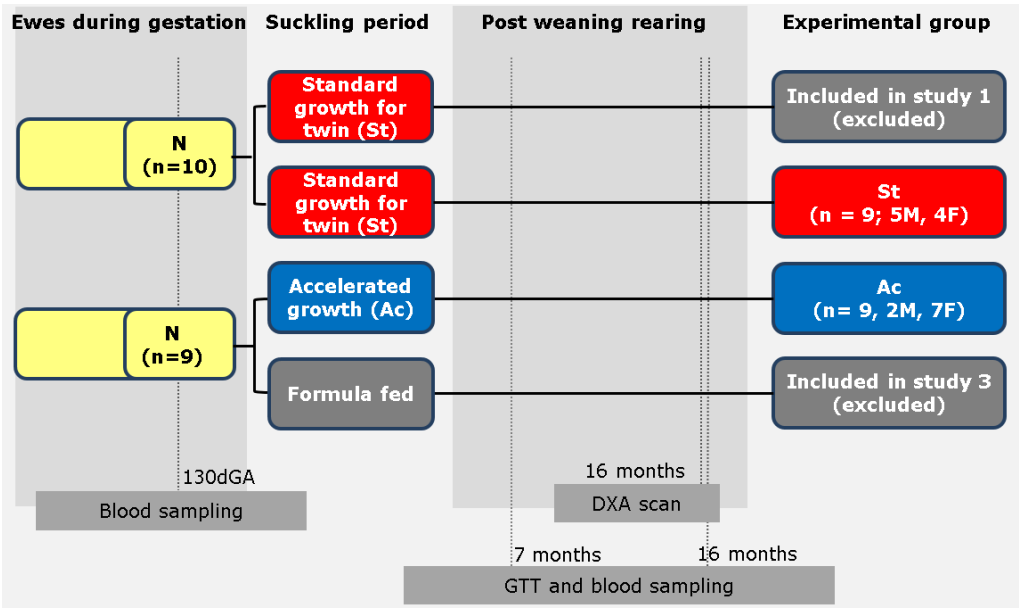 Ewes during gestation
Suckling period
Post weaning rearing
Experimental group
N
(n=10)
Standard
growth for
twin (St)
Included in study 1
(excluded)
Standard
growth for
twin (St)
St
(n = 9; 5M, 4F)
N
(n=9)
Accelerated
growth (Ac)
Ac
(n= 9, 2M, 7F)
Formula fed
Included in study 3
(excluded)
130dGA
Blood sampling
16 months
DXA scan
7 months
16 months
GTT and blood sampling